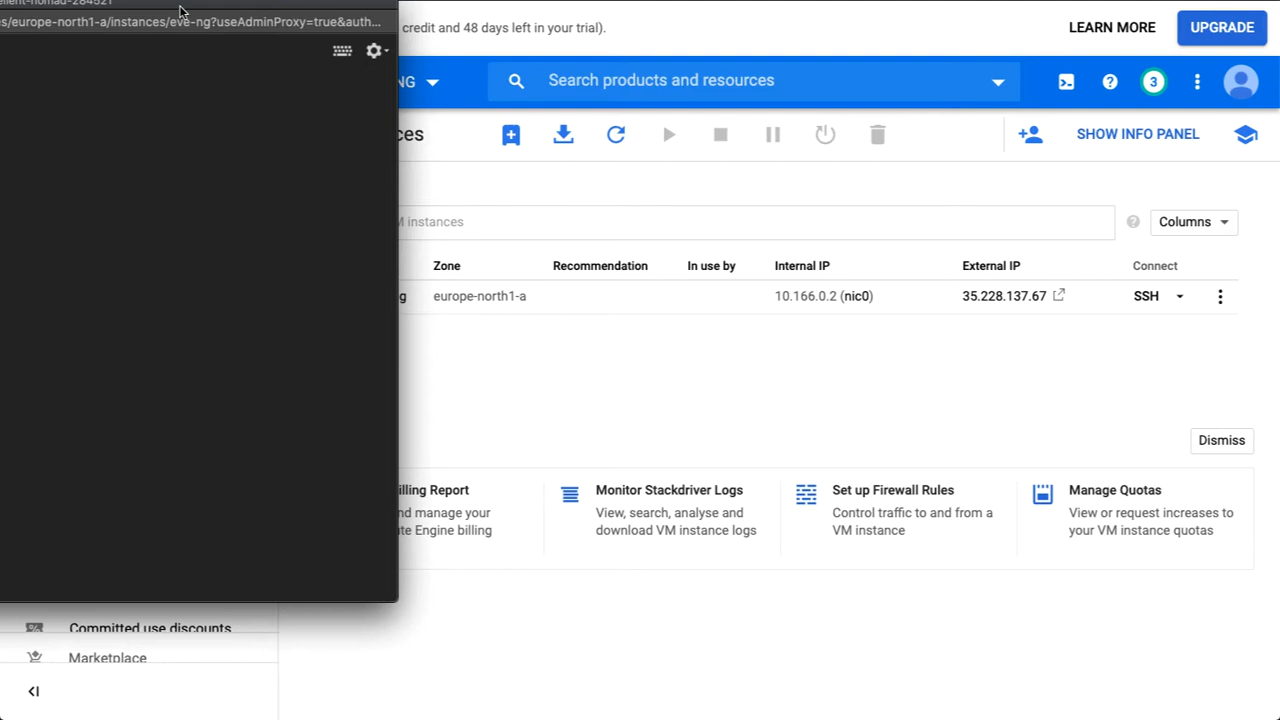 es/europe-north1-a/instances/eve-ng?useAdminProxy=true&auth...
credit and 48 days left in your trial).
LEARN MORE
UPGRADE
NG
Search products and resources
3
ces
SHOW INFO PANEL
M instances
Columns
Zone
Recommendation
In use by
Internal IP
External IP
Connect
g
europe-north1-a
10.166.0.2 (nic0)
35.228.137.67
SSH
Dismiss
illing Report
nd manage your
te Engine billing
Monitor Stackdriver Logs
View, search, analyse and
download VM instance logs
Set up Firewall Rules
Control traffic to and from a
VM instance
Manage Quotas
View or request increases to
your VM instance quotas
Committed use discounts
Marketplace